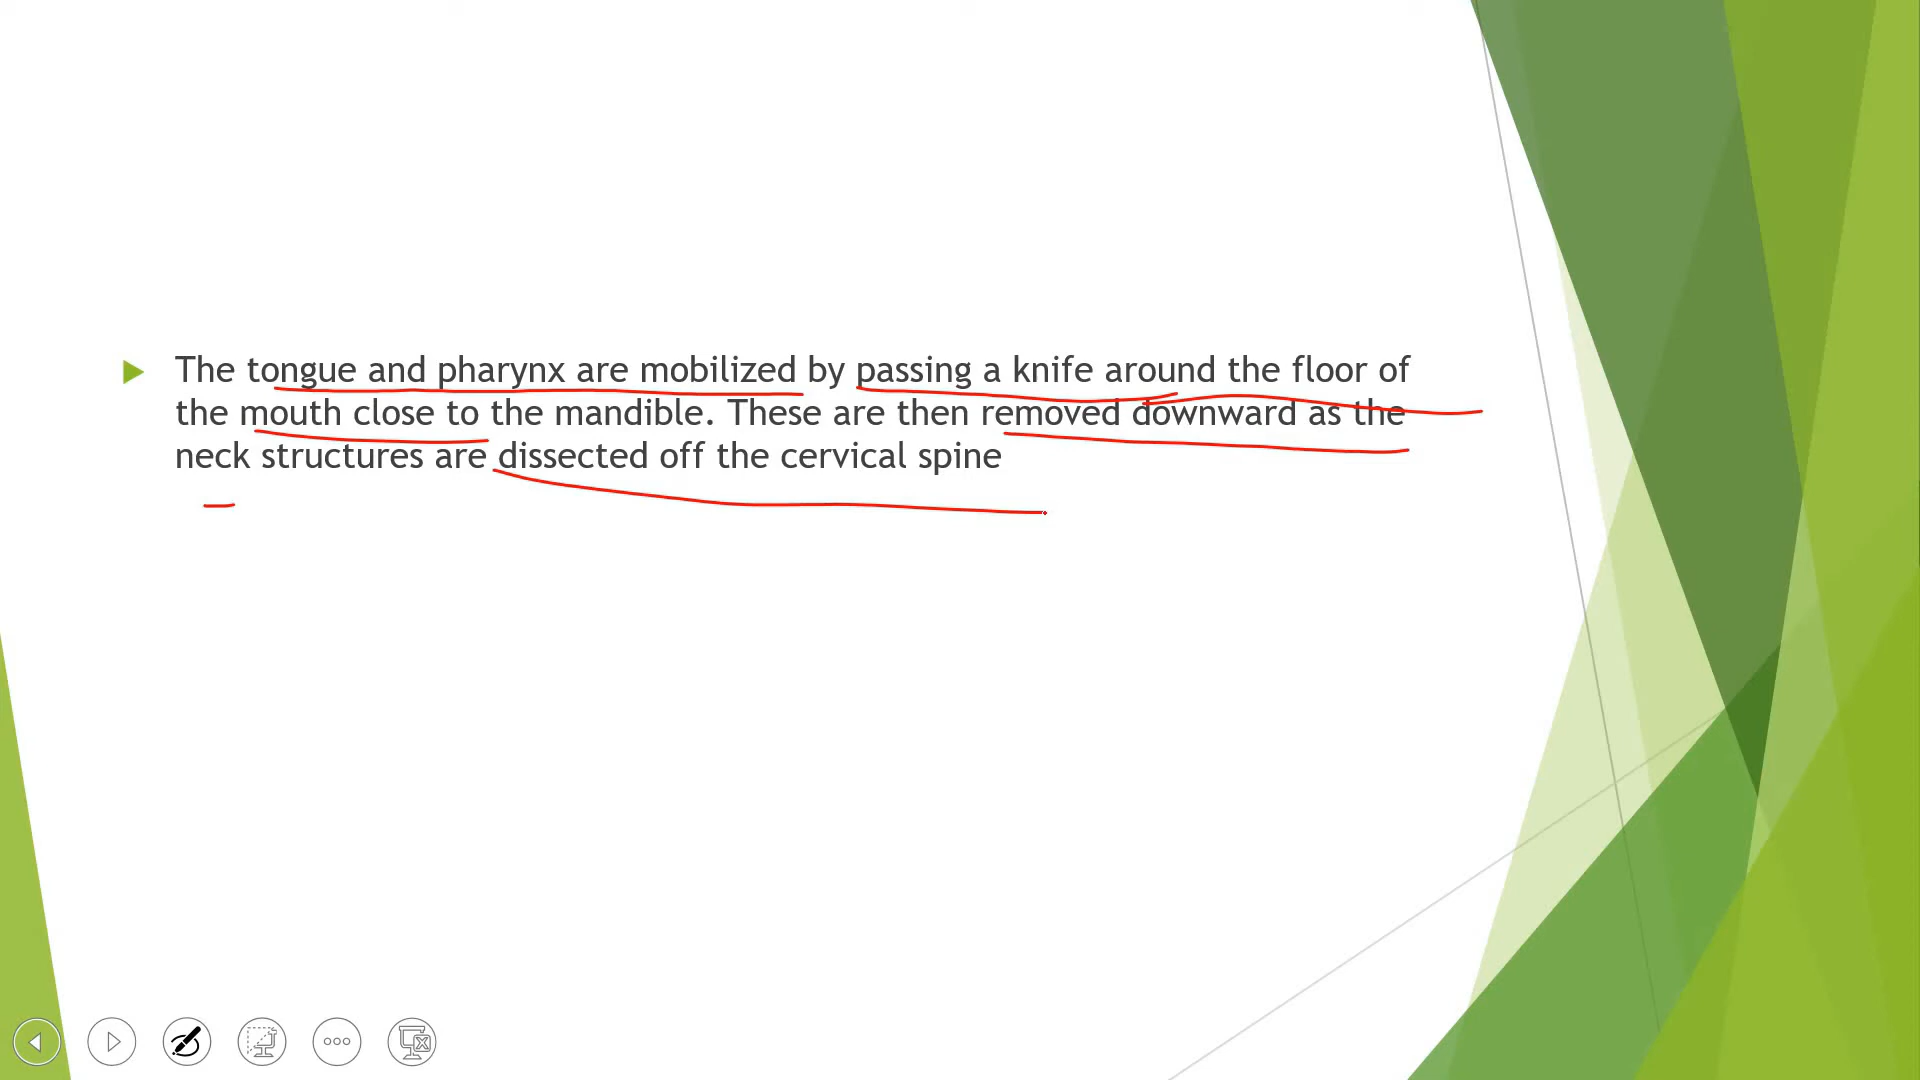 The tongue and pharynx are mobilized by passing a knife around the floor of
the mouth close to the mandible. These are then removed downward as the
neck structures are dissected off the cervical spine